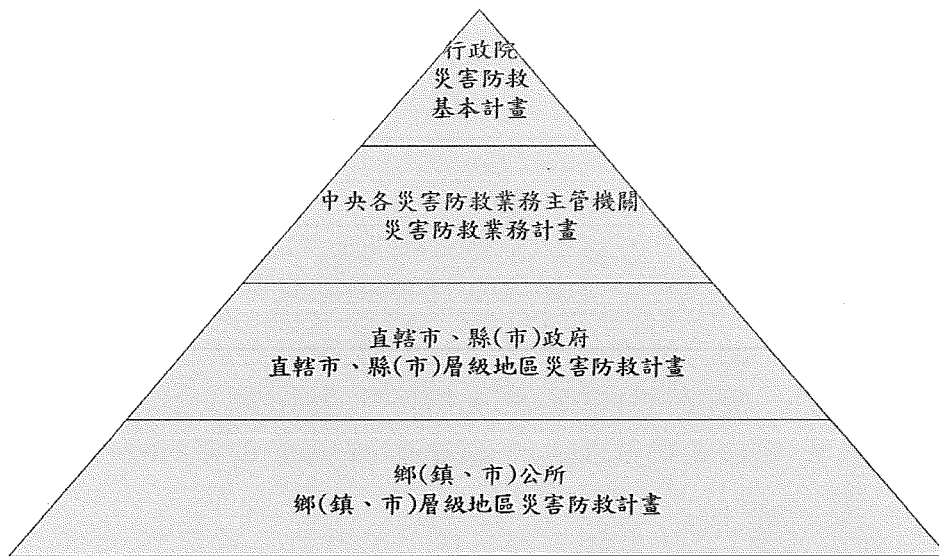 行政院
災害防救
基本計畫
中央各災害防救業務主管機關
災害防救業務計畫
直轄市、縣(市)政府
直轄市、縣(市)層級地區災害防救計畫
鄉(鎮、市)公所
鄉(鎮、市)層級地區災害防救計畫